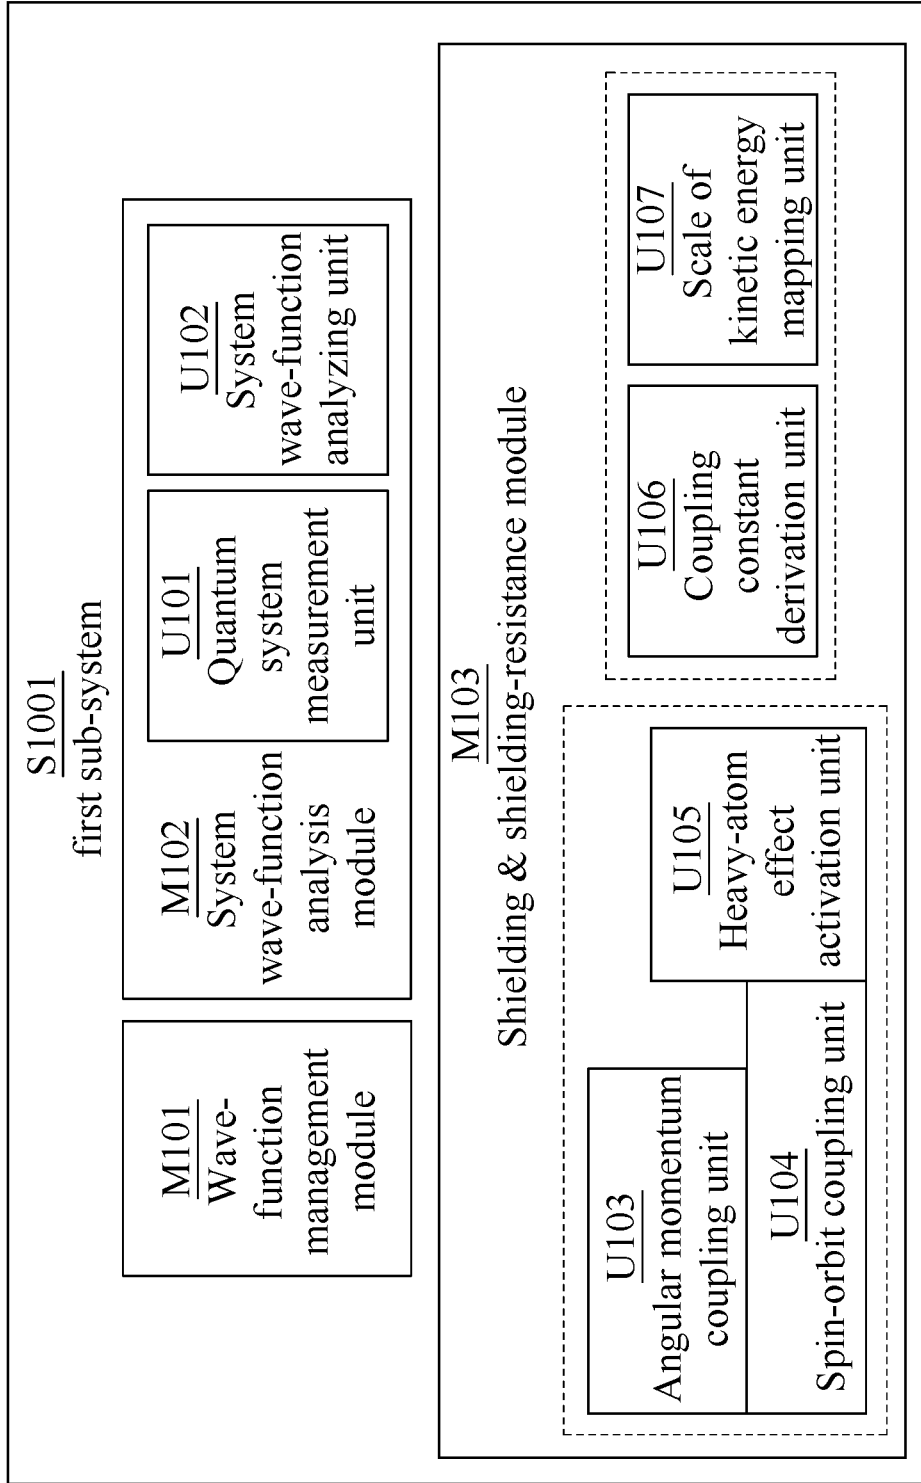 S1001
first sub-system
M101
Wave-
function
management
module
M102
System
wave-function
analysis
module
U101
Quantum
system
measurement
unit
U102
System
wave-function
analyzing unit
M103
Shielding & shielding-resistance module
U103
Angular momentum
coupling unit
U104
Spin-orbit coupling unit
U105
Heavy-atom
effect
activation unit
U106
Coupling
constant
derivation unit
U107
Scale of
kinetic energy
mapping unit